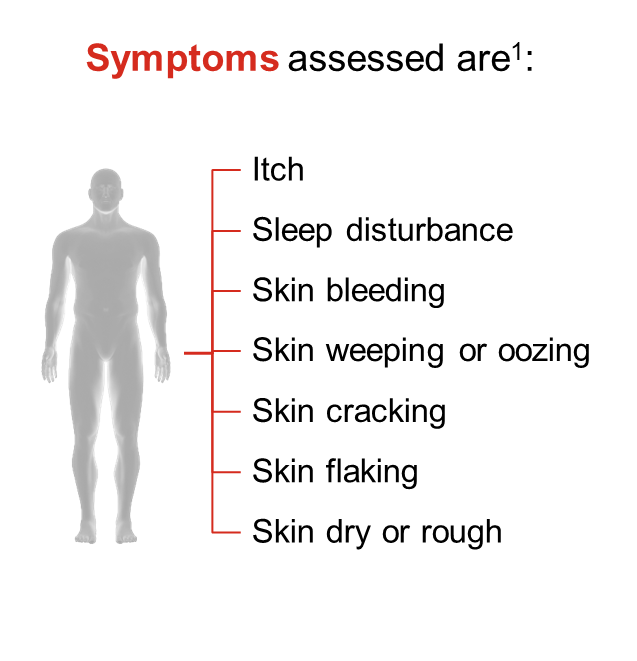 Symptoms assessed are¹:
Itch
Sleep disturbance
Skin bleeding
Skin weeping or oozing
Skin cracking
Skin flaking
Skin dry or rough